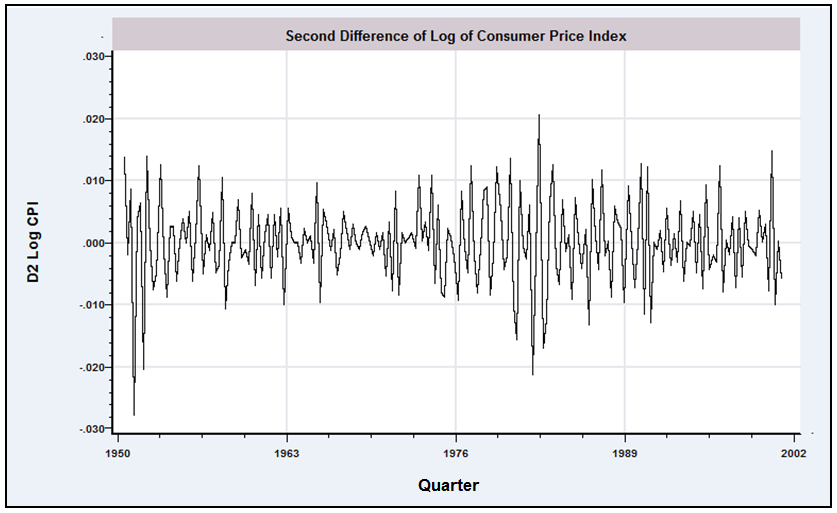 Second Difference of Log of Consumer Price Index
.030
.020
.010
.000
-.010
-.020
-.030
D2 Log CPI
1950 1963 1976 1989 2002
Quarter